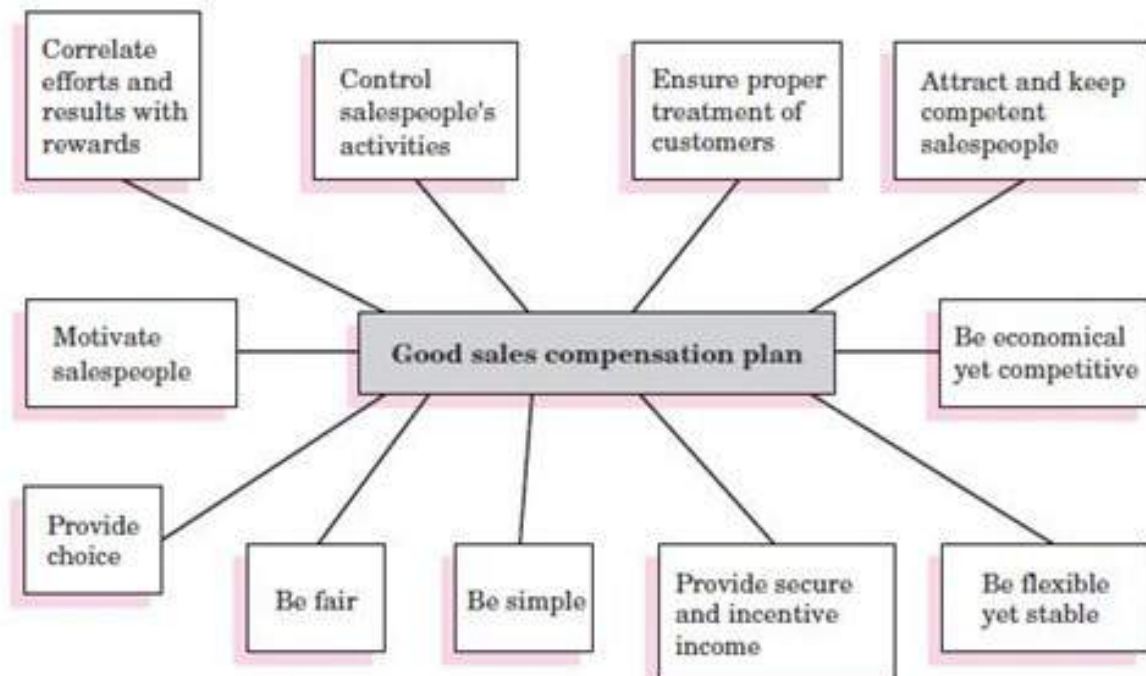 Correlate
efforts and
results with
rewards
Control
salespeople's
activities
Ensure proper
treatment of
customers
Attract and keep
competent
salespeople
Motivate
salespeople
Good sales compensation plan
Be economical
yet competitive
Provide
choice
Be fair
Be simple
Provide secure
and incentive
income
Be flexible
yet stable